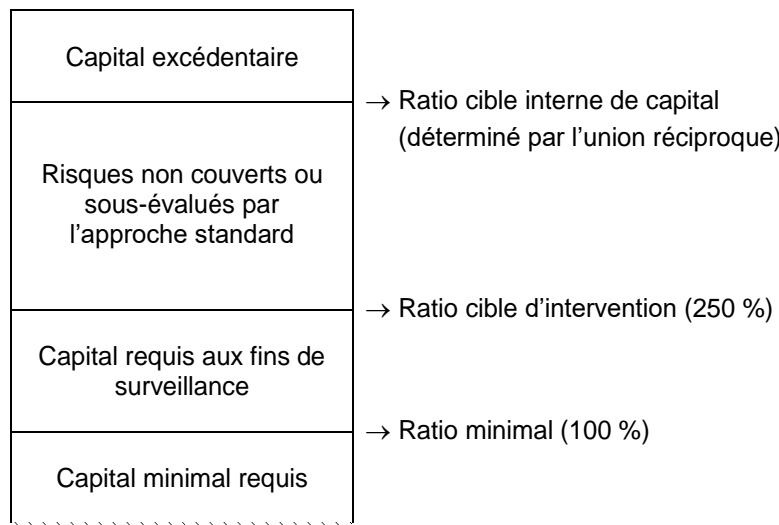 Capital excédentaire
→ Ratio cible interne de capital
(déterminé par l'union réciproque)
Risques non couverts ou
sous-évalués par
l'approche standard
→ Ratio cible d'intervention (250 %)
Capital requis aux fins de
surveillance
→ Ratio minimal (100 %)
Capital minimal requis